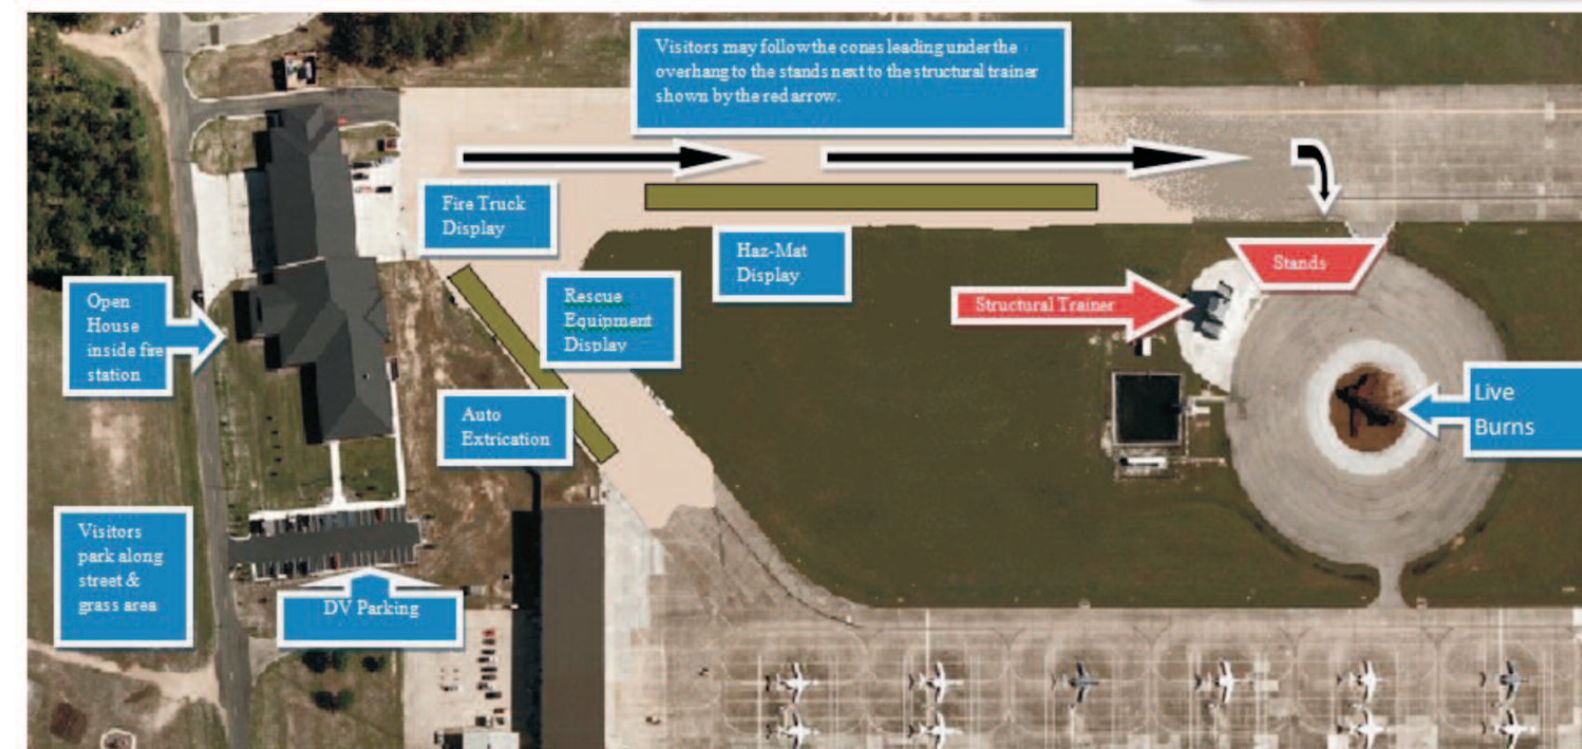 Visitors may follow the cones leading under the
overhang to the stands next to the structural trainer
shown by the red arrow.
Fire Truck
Display
Haz-Mat
Display
Stands
Structural Trainer
Open
House
inside fire
station
Rescue
Equipment
Display
Live
Burns
Auto
Extrication
Visitors
park along
street &
grass area
DV Parking